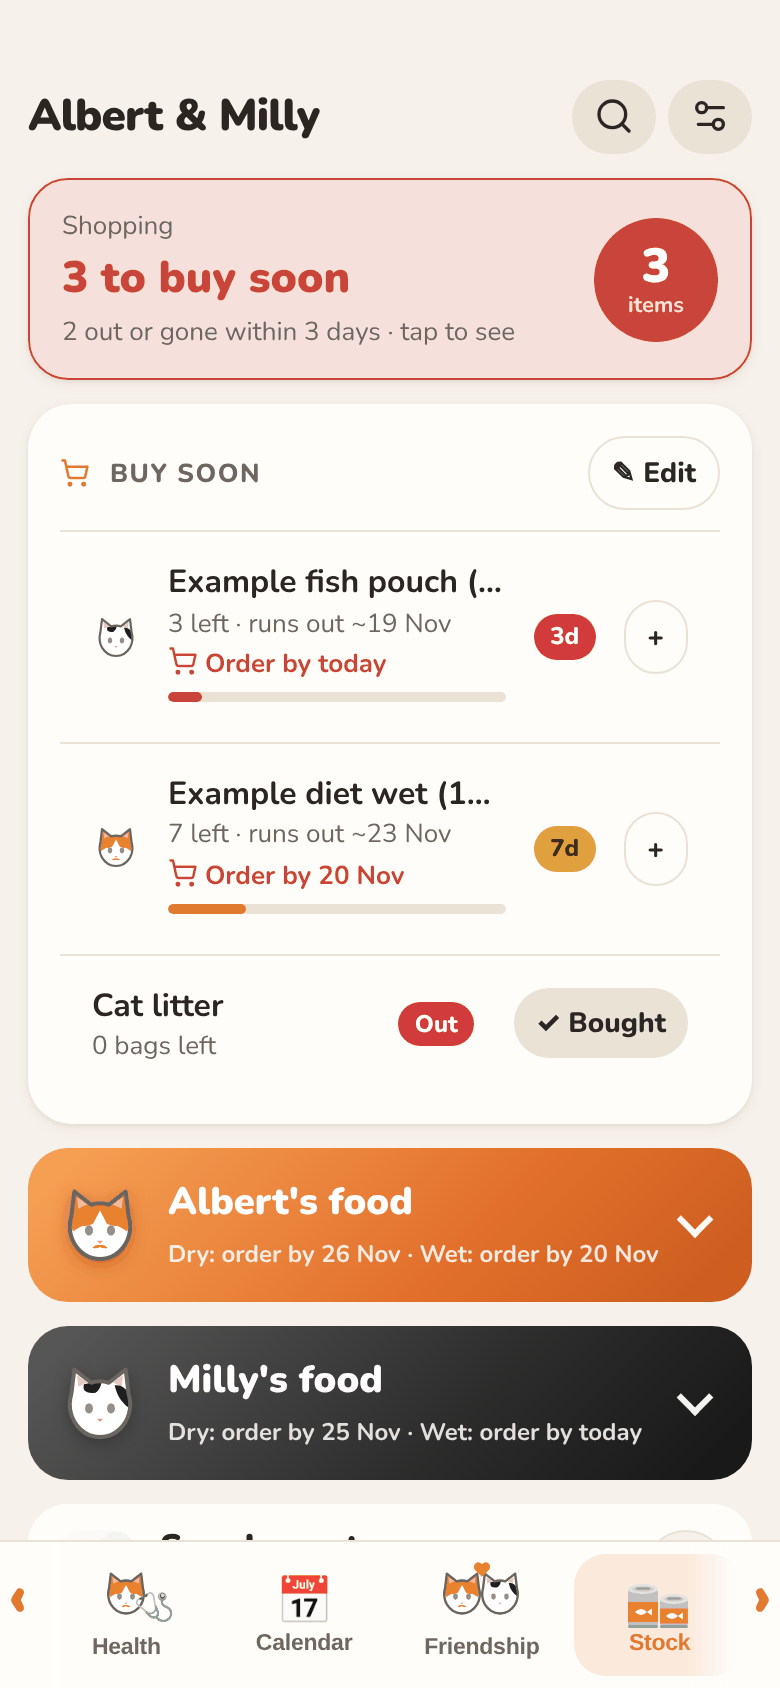 Albert & Milly
Shopping
3 to buy soon
2 out or gone within 3 days · tap to see
3
items
BUY SOON
✎ Edit
Example fish pouch (...
3 left · runs out ~19 Nov
Order by today
3d
+
Example diet wet (1...
7 left · runs out ~23 Nov
Order by 20 Nov
7d
+
Cat litter
0 bags left
Out
✓ Bought
Albert's food
Dry: order by 26 Nov · Wet: order by 20 Nov
Milly's food
Dry: order by 25 Nov · Wet: order by today
July
17
Health
Calendar
Friendship
Stock